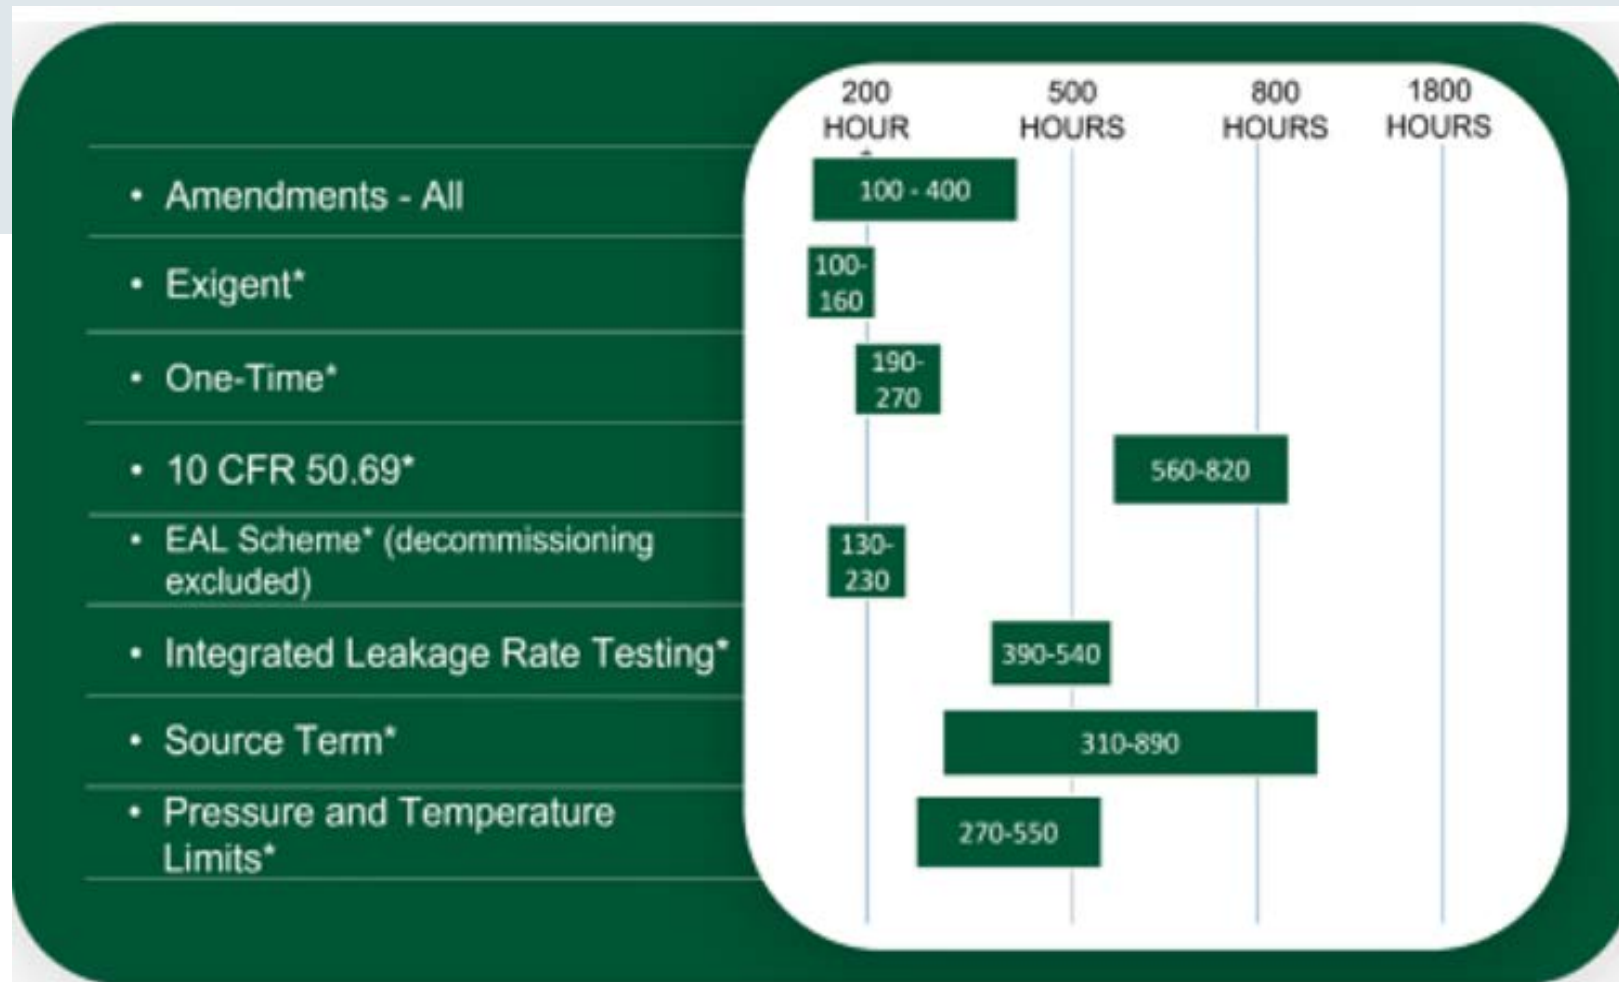 200 HOUR
500 HOURS
800 HOURS
1800 HOURS
• Amendments - All
100 - 400
• Exigent*
100-
160
• One-Time*
190-
270
• 10 CFR 50.69*
560-820
• EAL Scheme* (decommissioning
excluded)
130-
230
• Integrated Leakage Rate Testing*
390-540
• Source Term*
310-890
• Pressure and Temperature
Limits*
270-550